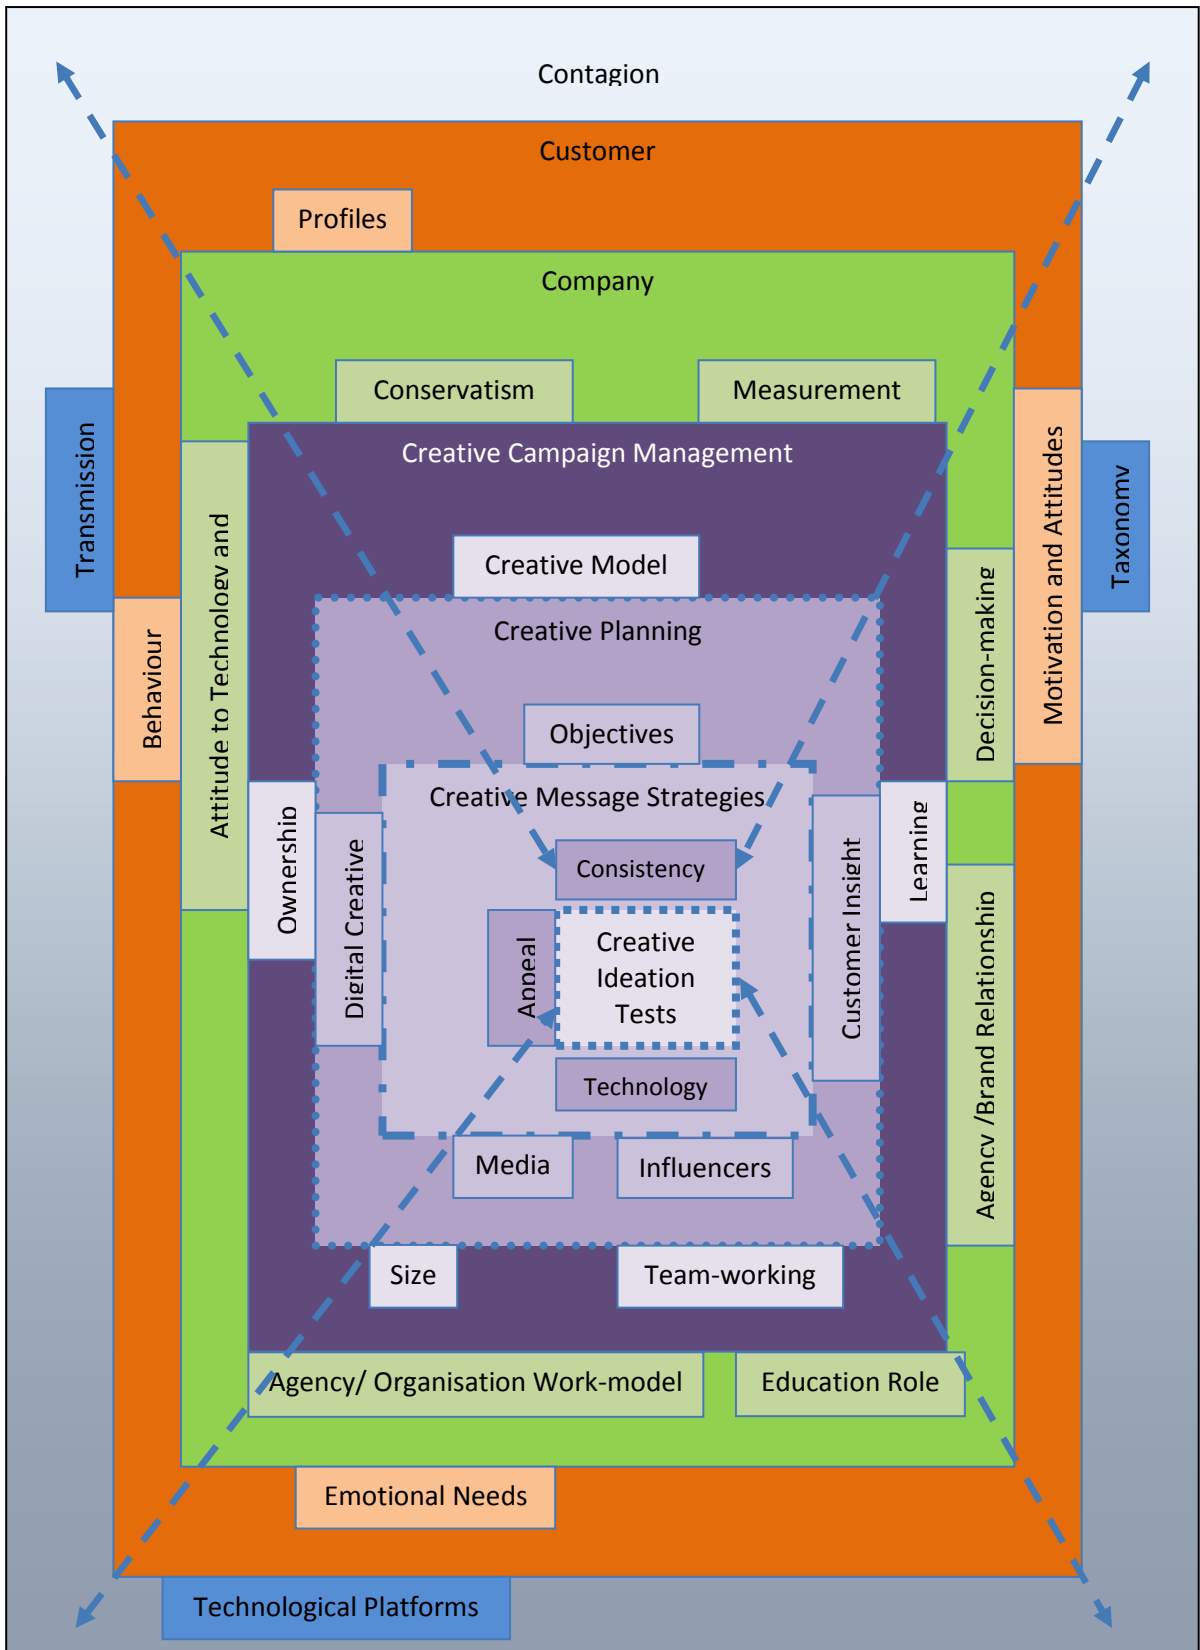 Contagion
Customer
Profiles
Company
Conservatism
Measurement
Creative Campaign Management
Transmission
Taxonomy
Motivation and Attitudes
Attitude to Technology and
Creative Model
Decision-making
Behaviour
Creative Planning
Objectives
Creative Message Strategies
Ownership
Digital Creative
Consistency
Customer Insight
Learning
Appeal
Creative
Ideation
Tests
Technology
Agency /Brand Relationship
Media
Influencers
Size
Team-working
Agency/ Organisation Work-model
Education Role
Emotional Needs
Technological Platforms